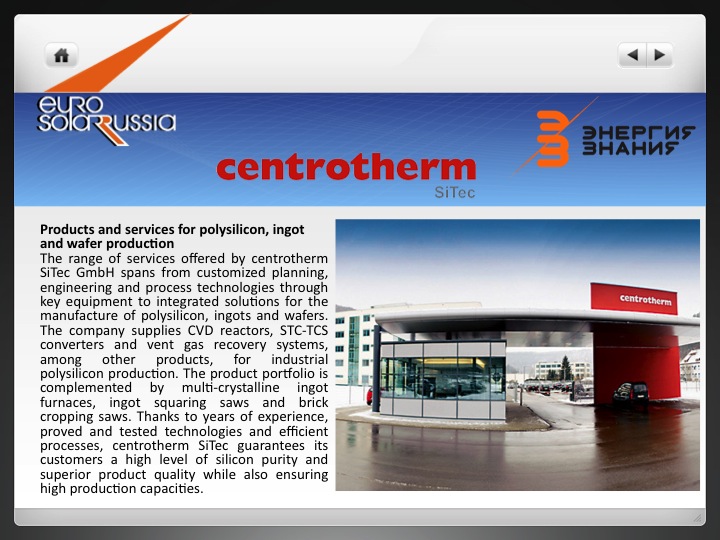 euro
solarrussia
ЭНЕРГИЯ
ЗНАНИЯ
centrotherm
SiTec
Products and services for polysilicon, ingot
and wafer production
The range of services offered by centrotherm
SiTec GmbH spans from customized planning,
engineering and process technologies through
key equipment to integrated solutions for the
manufacture of polysilicon, ingots and wafers.
The company supplies CVD reactors, STC-TCS
converters and vent gas recovery systems,
among other products, for industrial
polysilicon production. The product portfolio is
complemented by multi-crystalline ingot
furnaces, ingot squaring saws and brick
cropping saws. Thanks to years of experience,
proved and tested technologies and efficient
processes, centrotherm SiTec guarantees its
customers a high level of silicon purity and
superior product quality while also ensuring
high production capacities.
centrotherm